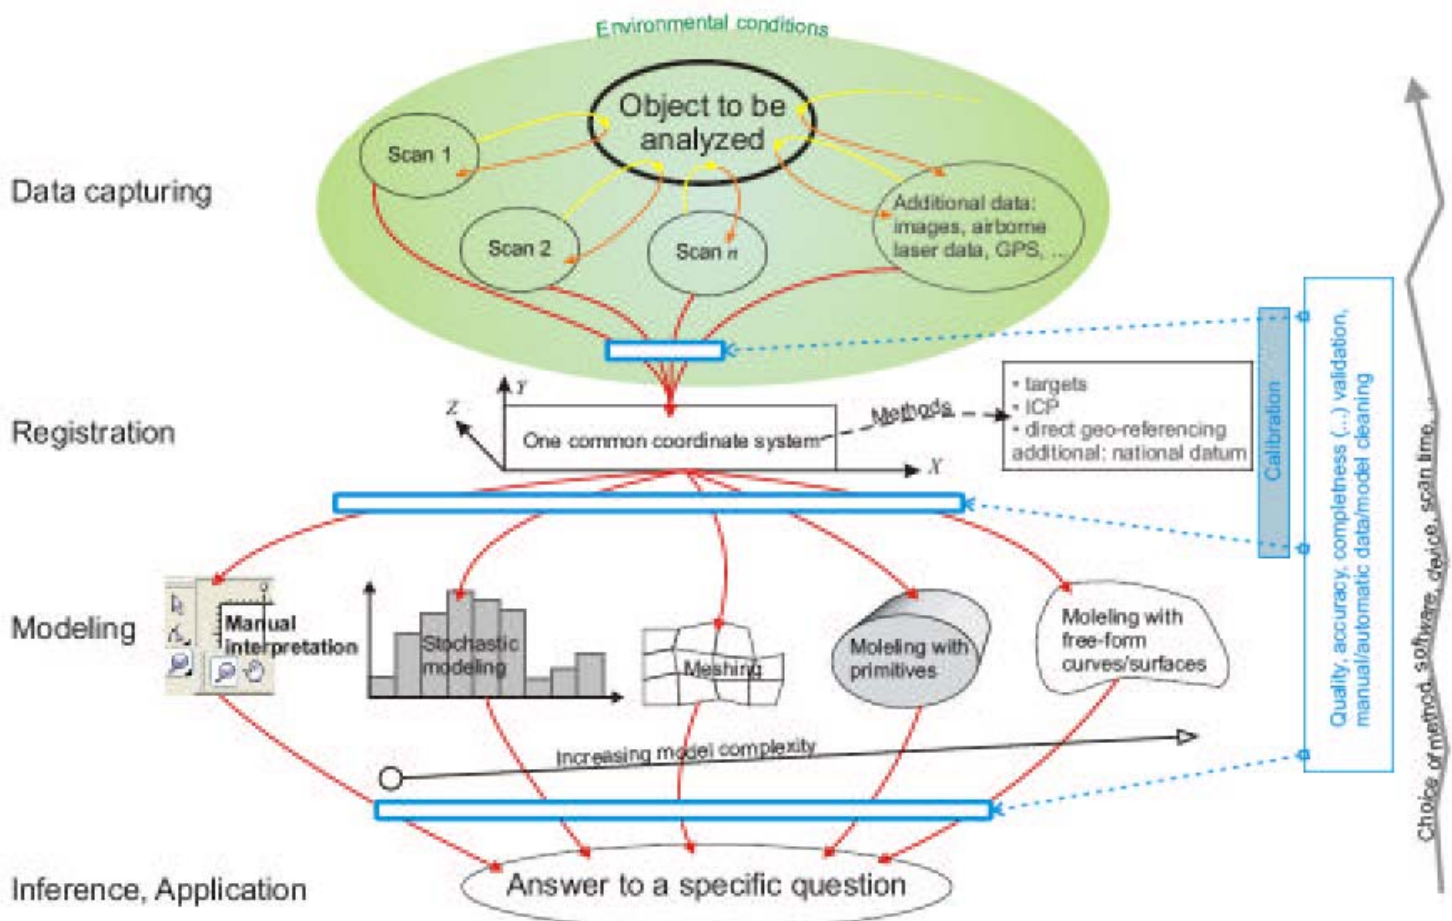 Environmental conditions
Object to be
analyzed
Scan 1
Data capturing
Additional data:
images, airborne
laser data, GPS, ...
Scan 2
Scan n
Y
Z
X
Registration
One common coordinate system
Methods
• targets
• ICP
• direct geo-referencing
additional: national datum
Calibration
Quality, accuracy, completness (...) validation,
manual/automatic data/model cleaning
Choice of method, software, device, scan time...
Modeling
Manual
interpretation
Stochastic
modeling
Meshing
Moleling with
primitives
Moleling with
free-form
curves/surfaces
Increasing model complexity
Inference, Application
Answer to a specific question